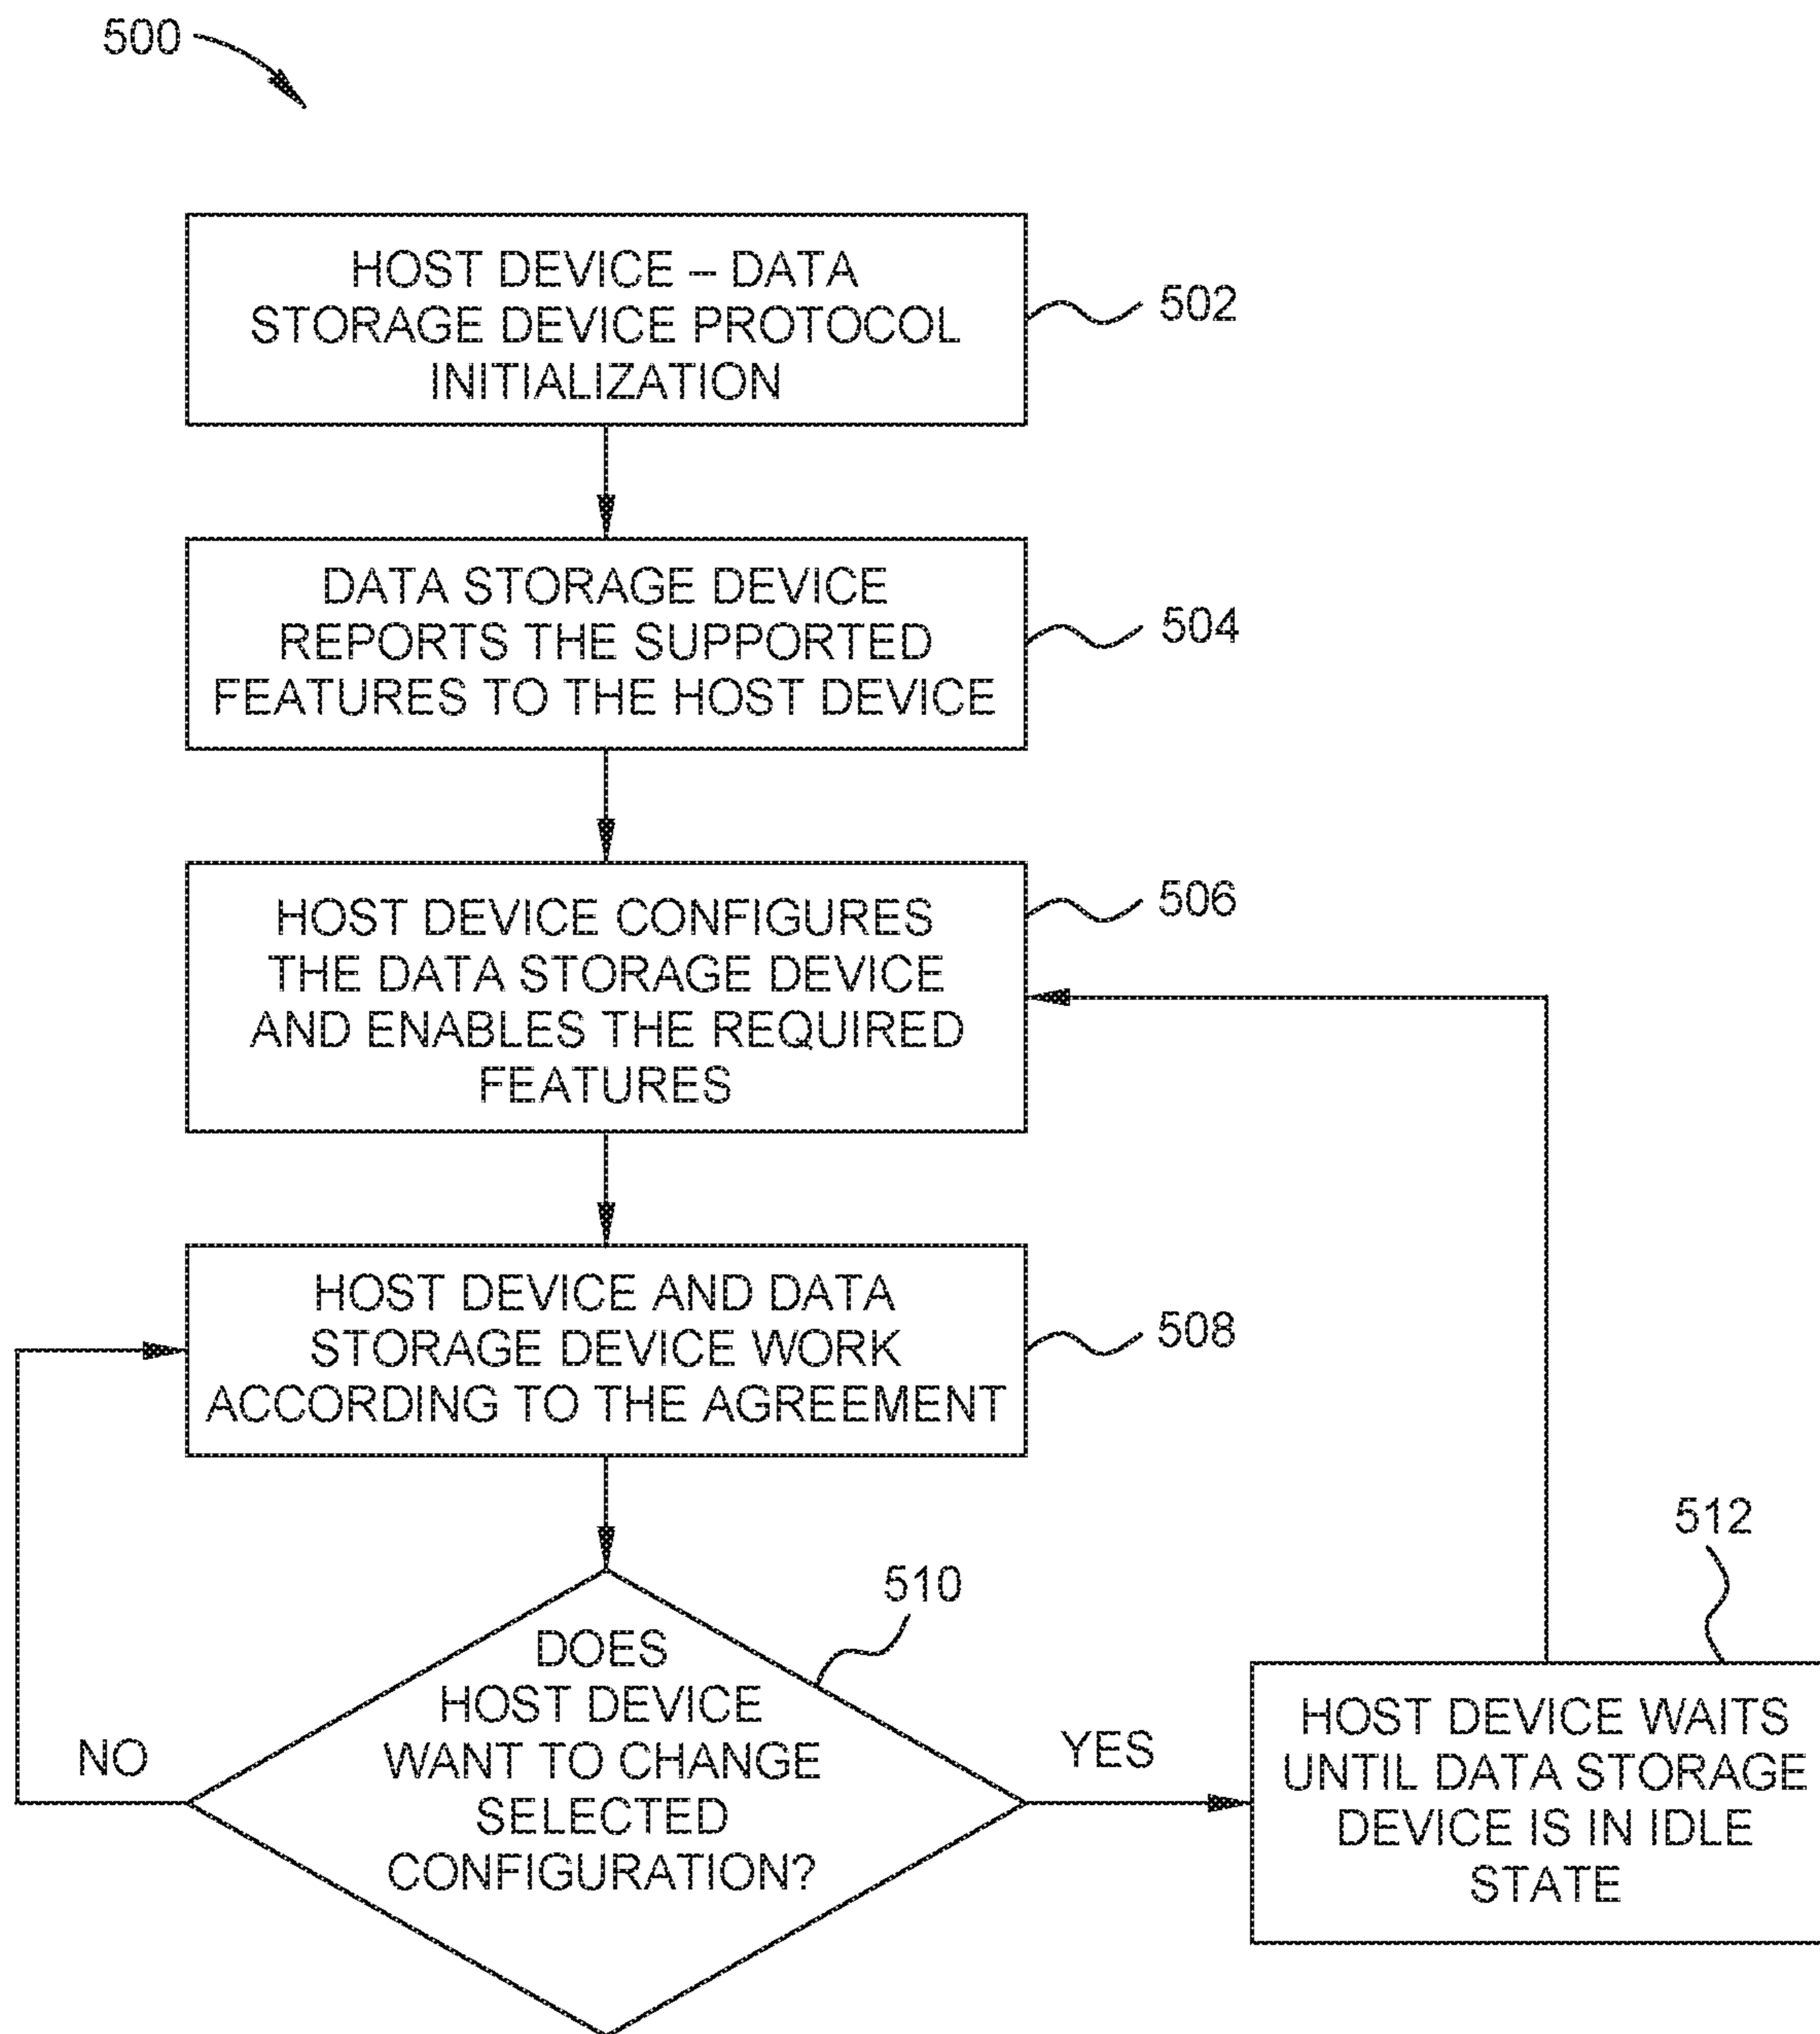 500
HOST DEVICE – DATA
STORAGE DEVICE PROTOCOL
INITIALIZATION
502
DATA STORAGE DEVICE
REPORTS THE SUPPORTED
FEATURES TO THE HOST DEVICE
504
HOST DEVICE CONFIGURES
THE DATA STORAGE DEVICE
AND ENABLES THE REQUIRED
FEATURES
506
HOST DEVICE AND DATA
STORAGE DEVICE WORK
ACCORDING TO THE AGREEMENT
508
DOES
HOST DEVICE
WANT TO CHANGE
SELECTED
CONFIGURATION?
510
NO
YES
512
HOST DEVICE WAITS
UNTIL DATA STORAGE
DEVICE IS IN IDLE
STATE